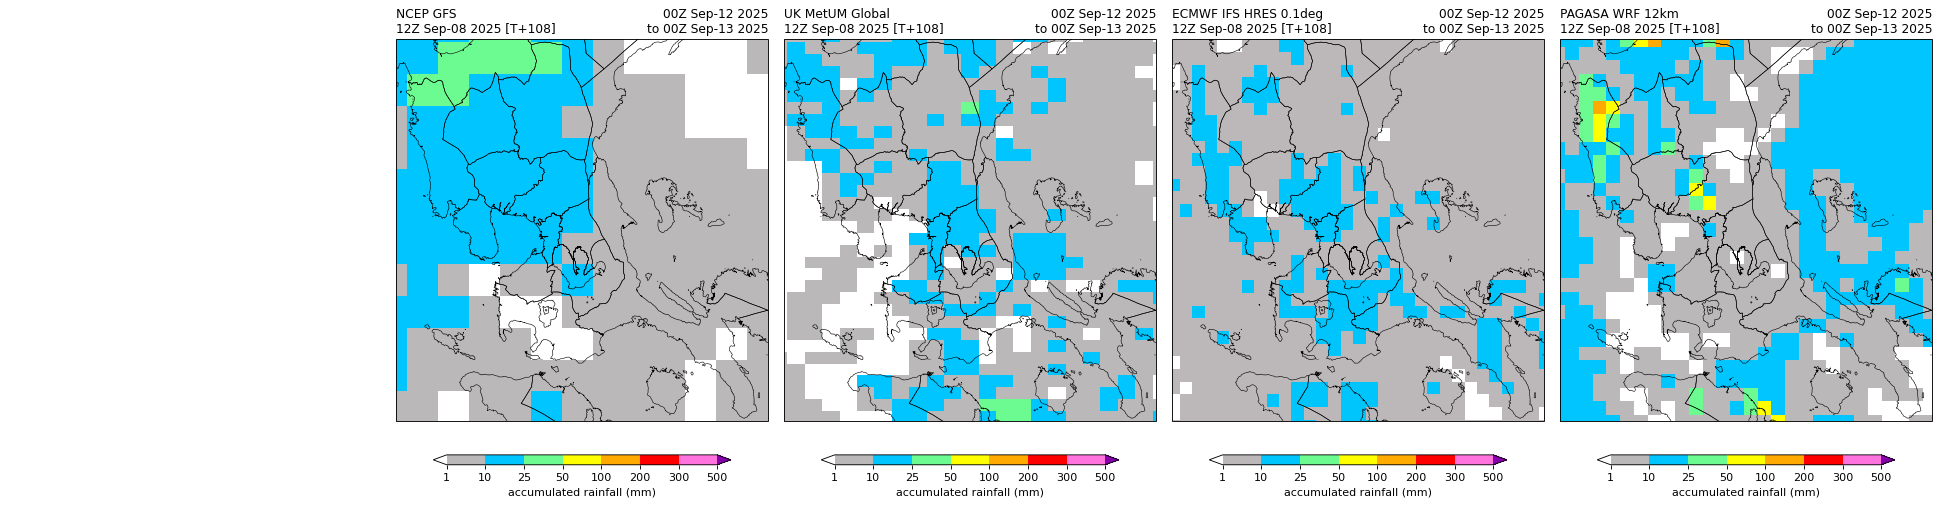 NCEP GFS 00Z Sep-12 2025
12Z Sep-08 2025 [T+108] to 00Z Sep-13 2025
UK MetUM Global 00Z Sep-12 2025
12Z Sep-08 2025 [T+108] to 00Z Sep-13 2025
ECMWF IFS HRES 0.1deg 00Z Sep-12 2025
12Z Sep-08 2025 [T+108] to 00Z Sep-13 2025
PAGASA WRF 12km 00Z Sep-12 2025
12Z Sep-08 2025 [T+108] to 00Z Sep-13 2025
1 10 25 50 100 200 300 500
accumulated rainfall (mm)
1 10 25 50 100 200 300 500
accumulated rainfall (mm)
1 10 25 50 100 200 300 500
accumulated rainfall (mm)
1 10 25 50 100 200 300 500
accumulated rainfall (mm)